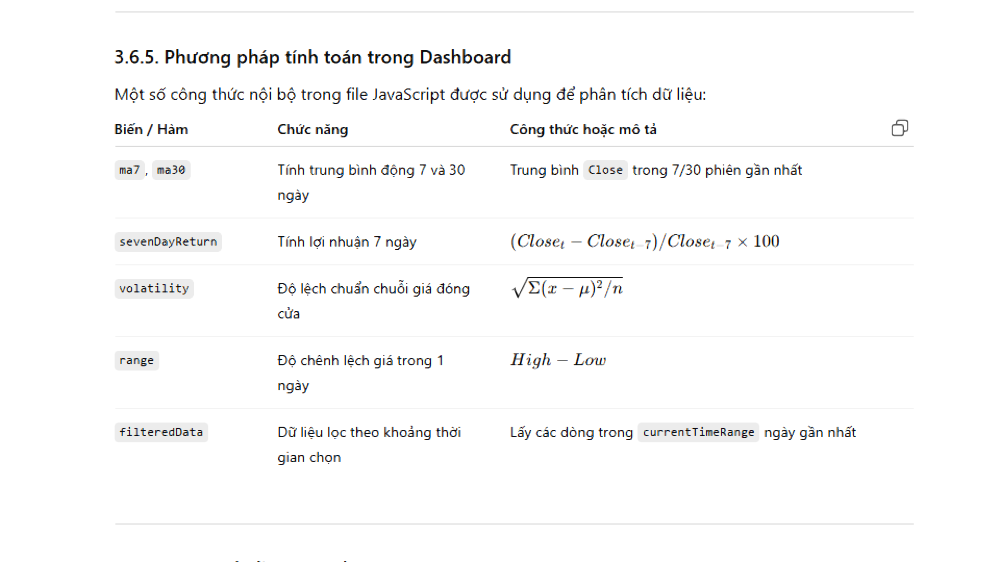 3.6.5. Phương pháp tính toán trong Dashboard
Một số công thức nội bộ trong file JavaScript được sử dụng để phân tích dữ liệu:
Biến / Hàm Chức năng Công thức hoặc mô tả
ma7, ma30 Tính trung bình động 7 và 30 Trung bình Close trong 7/30 phiên gần nhất
ngày
sevenDayReturn Tính lợi nhuận 7 ngày (Close_t − Close_{t−7})/Close_{t−7} × 100
volatility Độ lệch chuẩn chuỗi giá đóng √(Σ(x − μ)²/n)
cửa
range Độ chênh lệch giá trong 1 High − Low
ngày
filteredData Dữ liệu lọc theo khoảng thời Lấy các dòng trong currentTimeRange ngày gần nhất
gian chọn